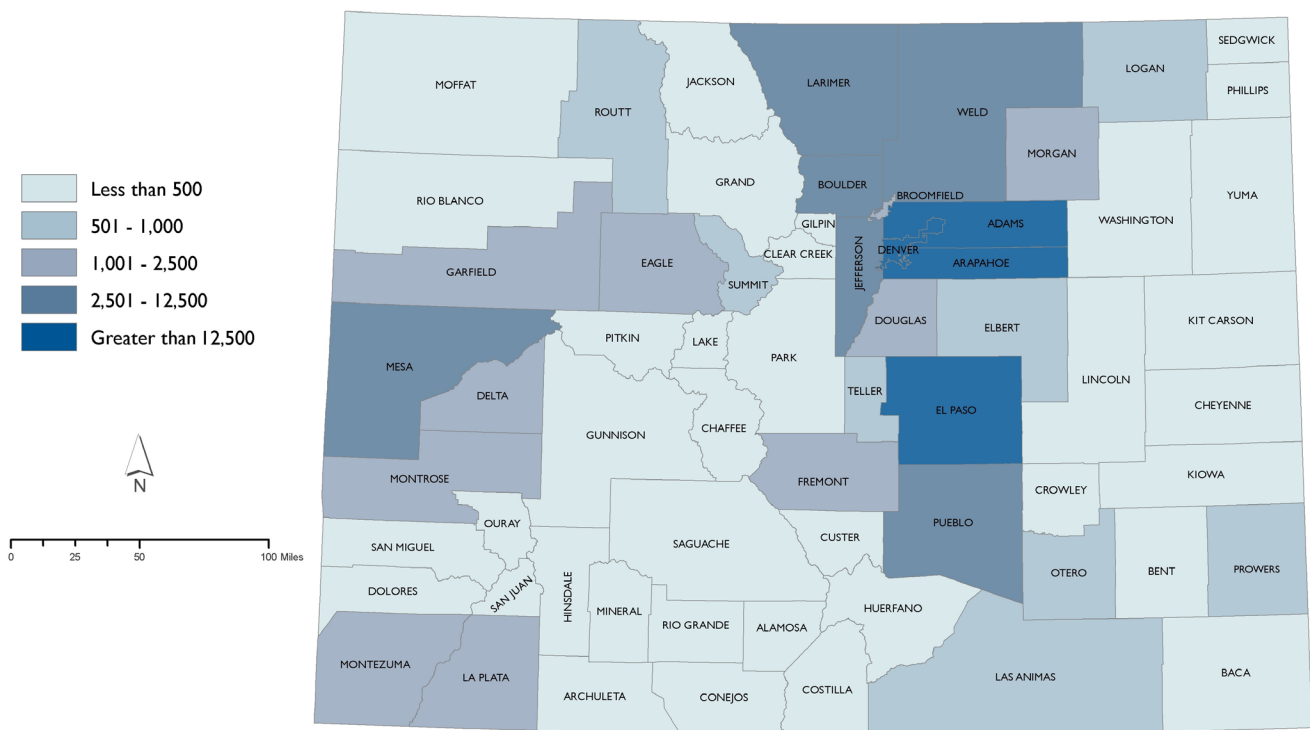 Less than 500
501 - 1,000
1,001 - 2,500
2,501 - 12,500
Greater than 12,500
N
0 25 50 100 Miles
MOFFAT
ROUTT
JACKSON
LARIMER
WELD
LOGAN
SEDGWICK
PHILLIPS
MORGAN
RIO BLANCO
GRAND
BOULDER
BROOMFIELD
WASHINGTON
YUMA
GILPIN
ADAMS
GARFIELD
EAGLE
SUMMIT
CLEAR CREEK
JEFFERSON
DENVER
ARAPAHOE
MESA
PITKIN
LAKE
PARK
DOUGLAS
ELBERT
KIT CARSON
DELTA
GUNNISON
CHAFFEE
TELLER
EL PASO
LINCOLN
CHEYENNE
MONTROSE
FREMONT
CROWLEY
KIOWA
OURAY
SAN MIGUEL
SAGUACHE
CUSTER
PUEBLO
OTERO
BENT
PROWERS
DOLORES
SAN JUAN
HINSDALE
MINERAL
RIO GRANDE
ALAMOSA
HUERFANO
MONTEZUMA
LA PLATA
ARCHULETA
CONEJOS
COSTILLA
LAS ANIMAS
BACA